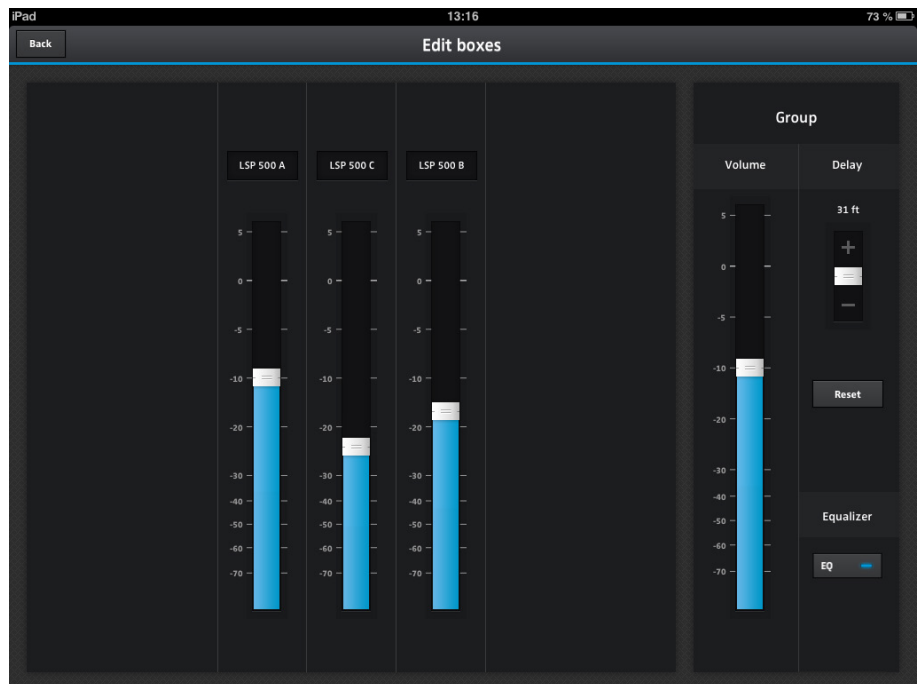 iPad 13:16 73 %
Back Edit boxes
Group
LSP 500 A LSP 500 C LSP 500 B Volume Delay
31 ft
5 5 5 5
+
0 0 0 0
−
-5 -5 -5 -5
-10 -10 -10 -10
Reset
-20 -20 -20 -20
-30 -30 -30 -30
-40 -40 -40 -40
-50 -50 -50 -50 Equalizer
-60 -60 -60 -60
-70 -70 -70 -70 EQ